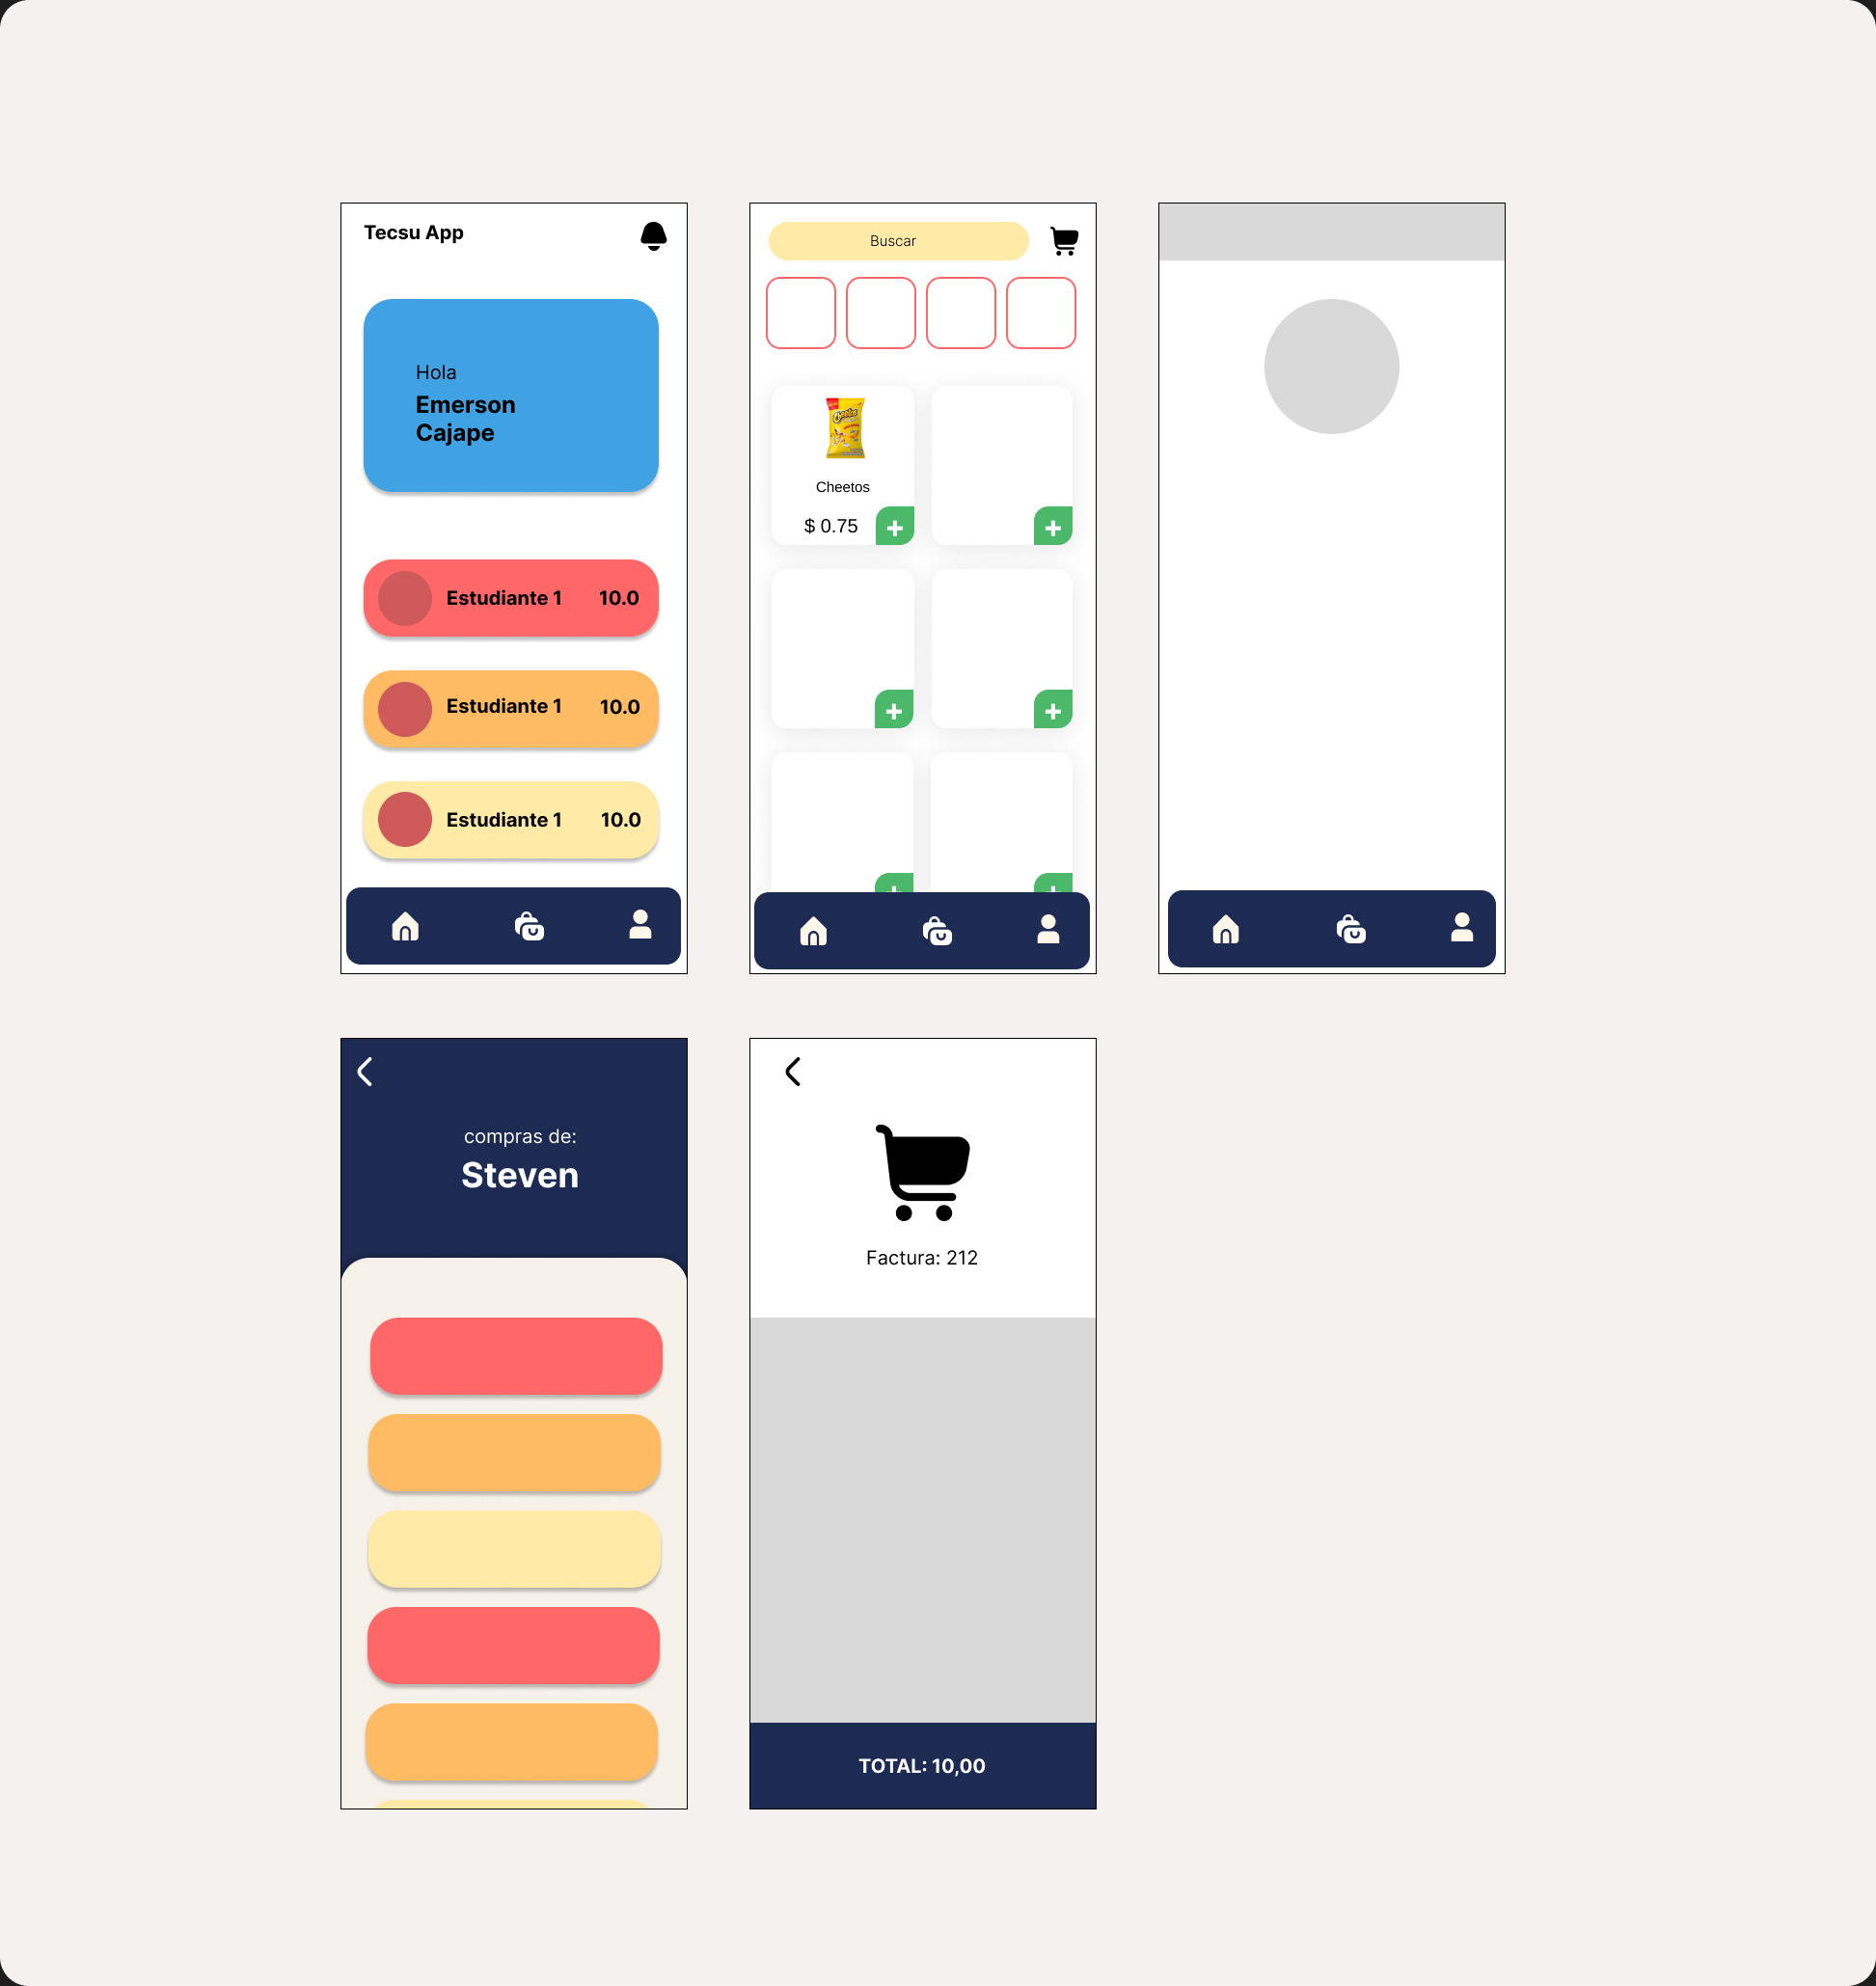 Tecsu App
Hola
Emerson
Cajape
Estudiante 1 10.0
Estudiante 1 10.0
Estudiante 1 10.0
Buscar
Cheetos
$ 0.75
compras de:
Steven
Factura: 212
TOTAL: 10,00